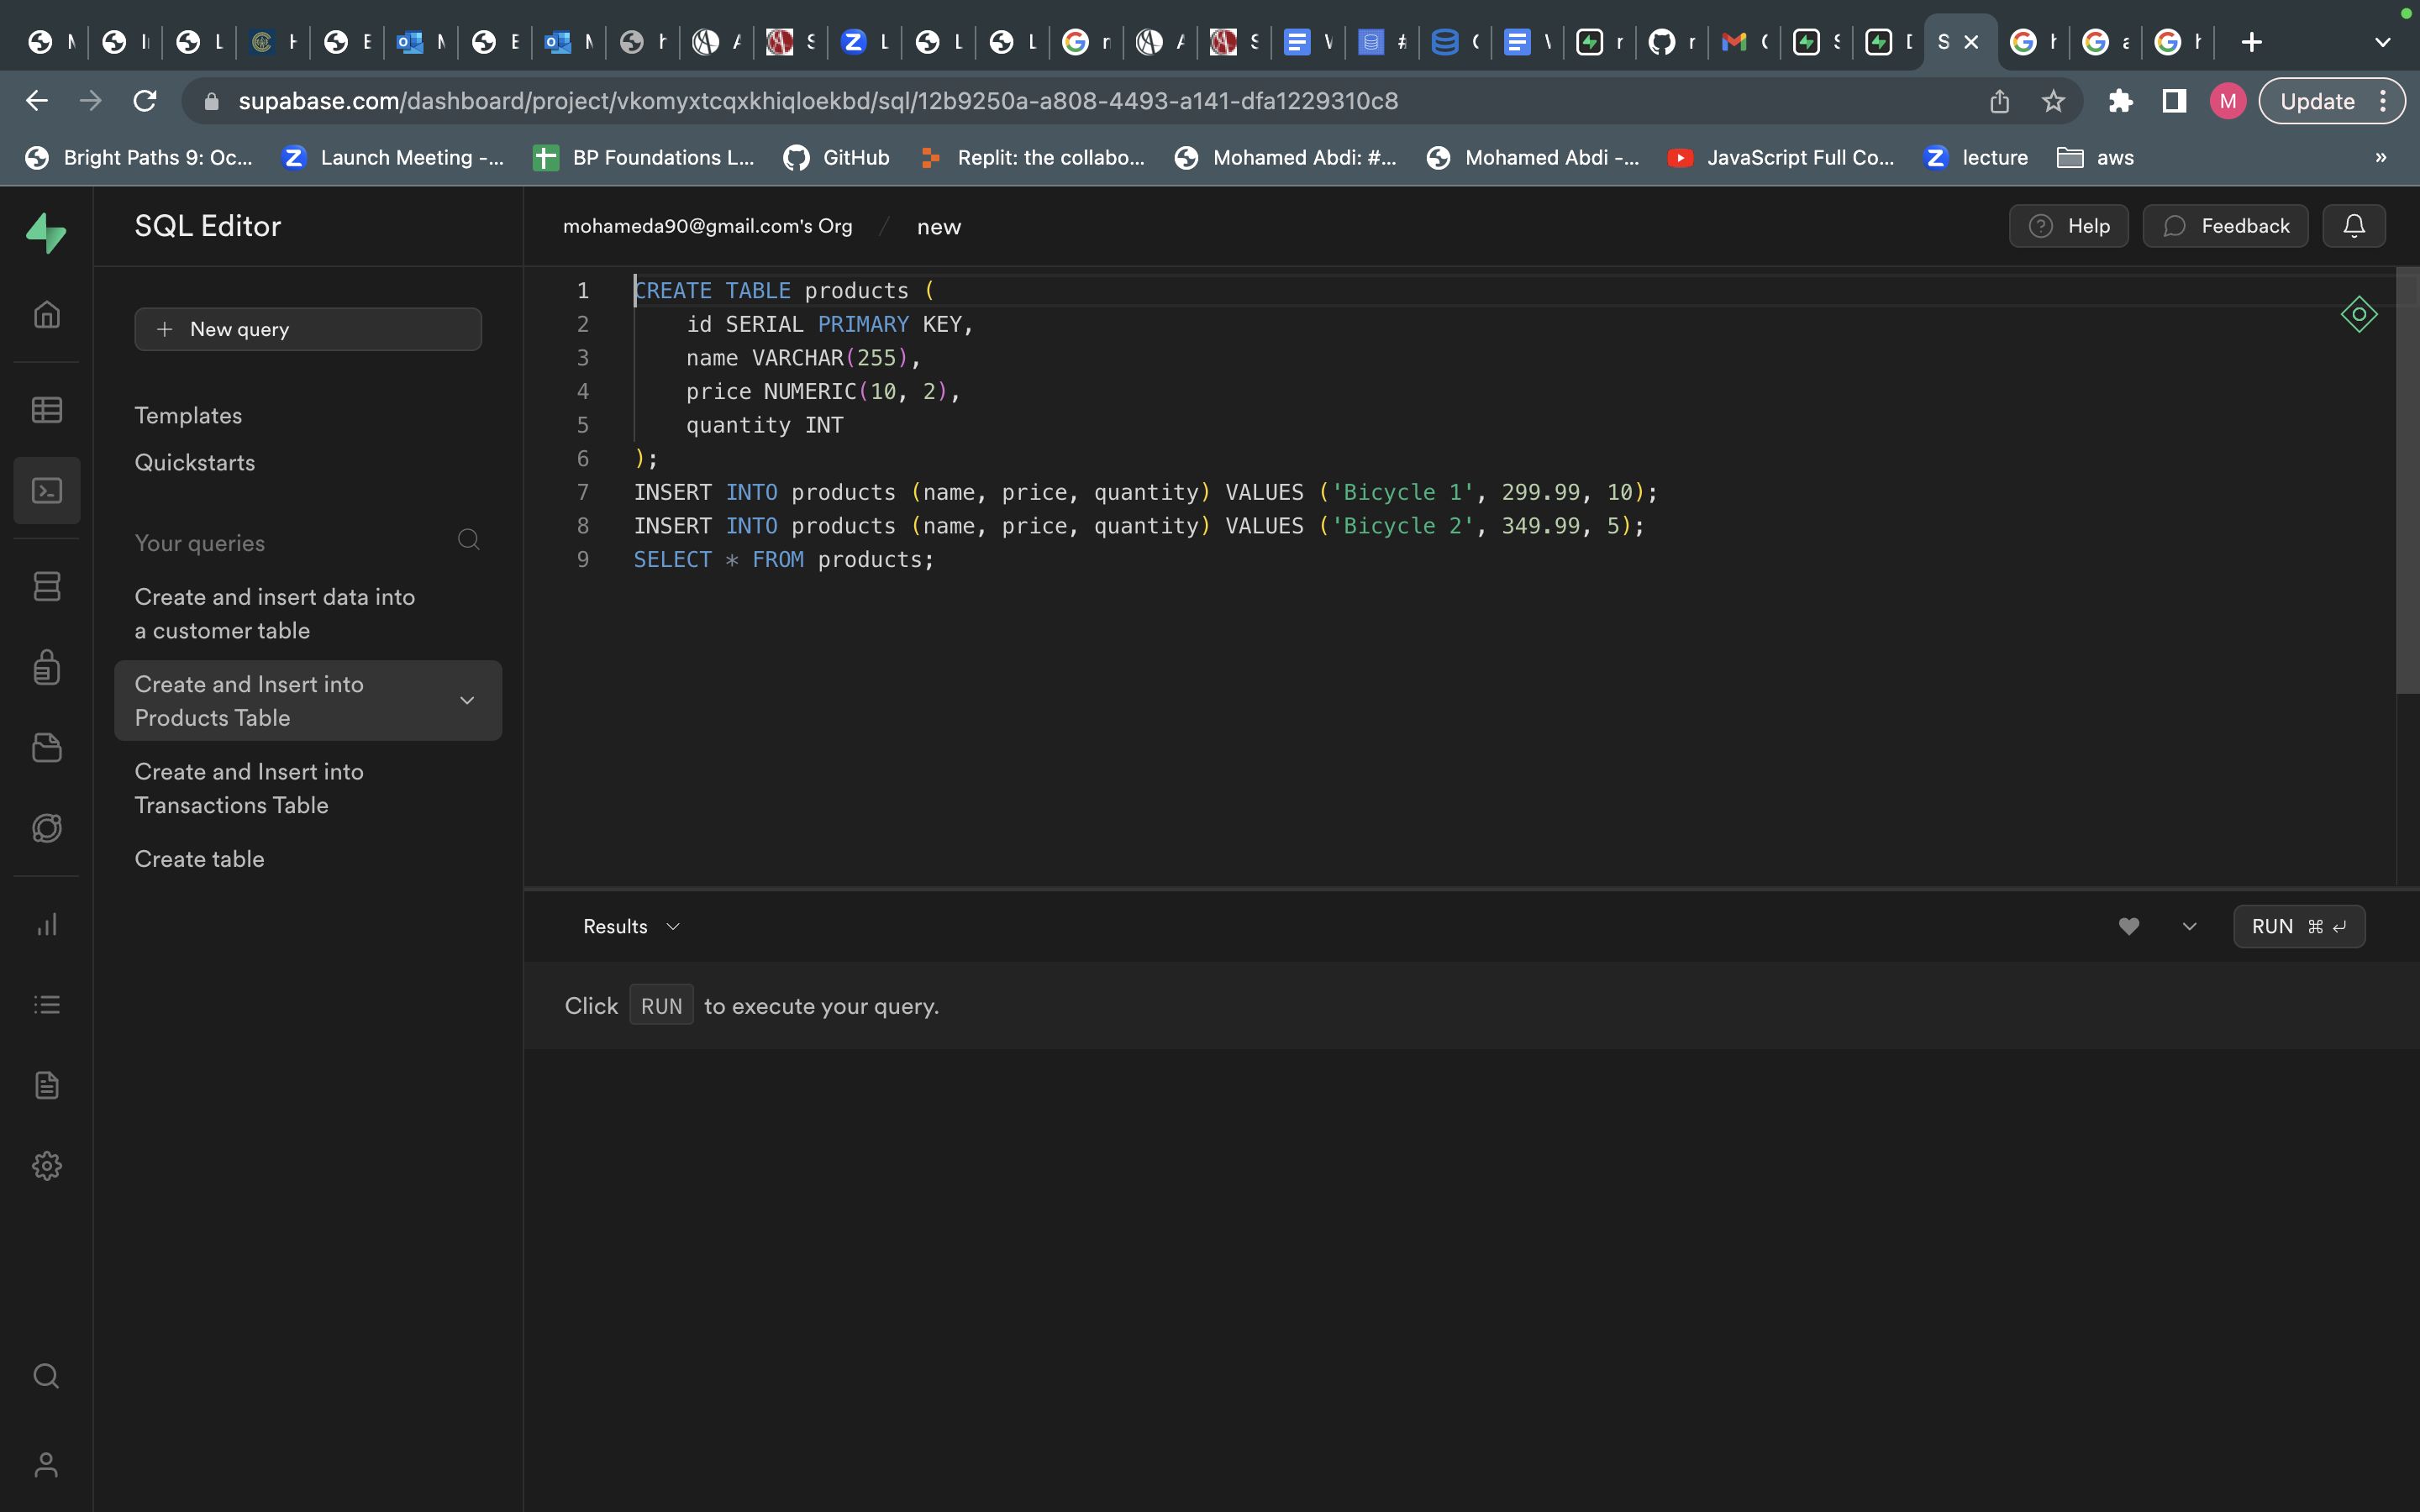 supabase.com/dashboard/project/vkomyxtcqxkhiqloekbd/sql/12b9250a-a808-4493-a141-dfa1229310c8
M
Update
Bright Paths 9: Oc...
Launch Meeting -...
BP Foundations L...
GitHub
Replit: the collabo...
Mohamed Abdi: #...
Mohamed Abdi -...
JavaScript Full Co...
lecture
aws
»
SQL Editor
mohameda90@gmail.com's Org / new
Help
Feedback
+ New query
Templates
Quickstarts
Your queries
Create and insert data into
a customer table
Create and Insert into
Products Table
Create and Insert into
Transactions Table
Create table
1 CREATE TABLE products (
2 id SERIAL PRIMARY KEY,
3 name VARCHAR(255),
4 price NUMERIC(10, 2),
5 quantity INT
6 );
7 INSERT INTO products (name, price, quantity) VALUES ('Bicycle 1', 299.99, 10);
8 INSERT INTO products (name, price, quantity) VALUES ('Bicycle 2', 349.99, 5);
9 SELECT * FROM products;
Results
RUN ⌘ ↵
Click RUN to execute your query.